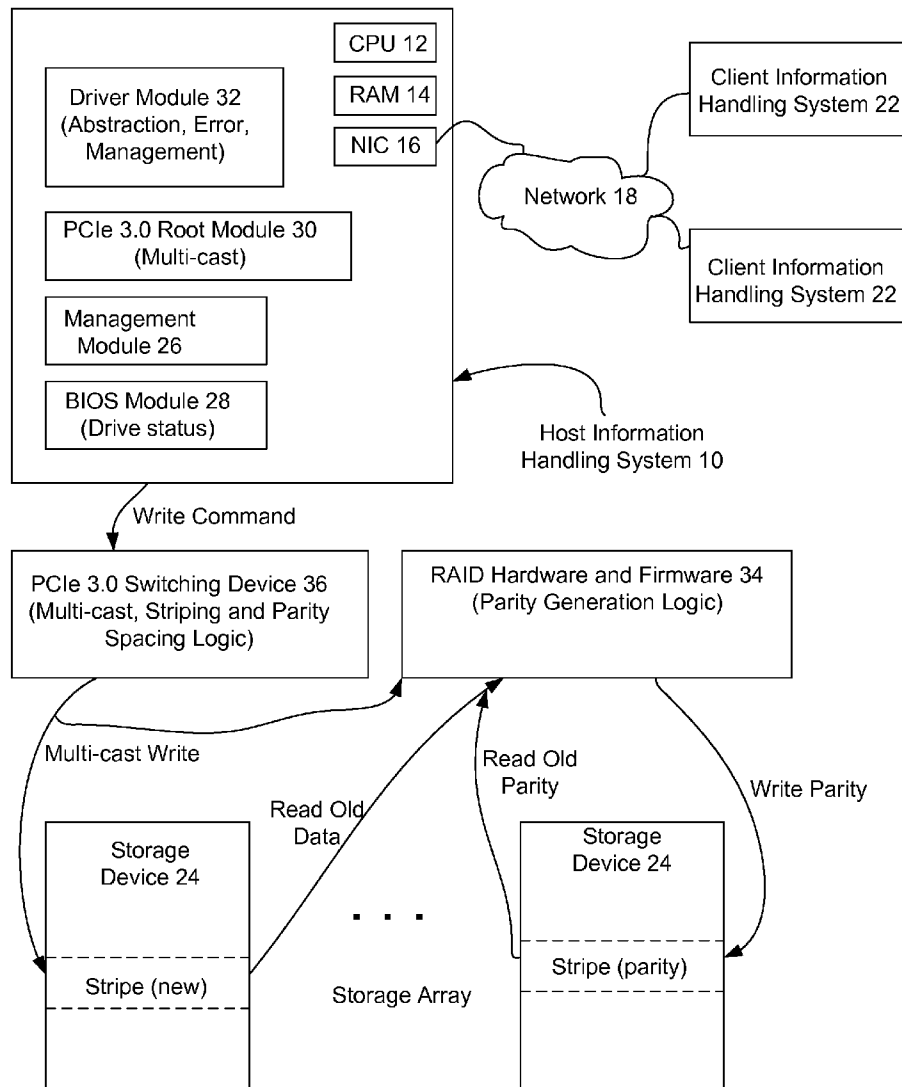 CPU 12
RAM 14
NIC 16
Driver Module 32
(Abstraction, Error,
Management)
PCIe 3.0 Root Module 30
(Multi-cast)
Management
Module 26
BIOS Module 28
(Drive status)
Network 18
Client Information
Handling System 22
Client Information
Handling System 22
Host Information
Handling System 10
Write Command
PCIe 3.0 Switching Device 36
(Multi-cast, Striping and Parity
Spacing Logic)
RAID Hardware and Firmware 34
(Parity Generation Logic)
Multi-cast Write
Read Old
Data
Read Old
Parity
Write Parity
Storage
Device 24
Stripe (new)
. . .
Storage Array
Storage
Device 24
Stripe (parity)